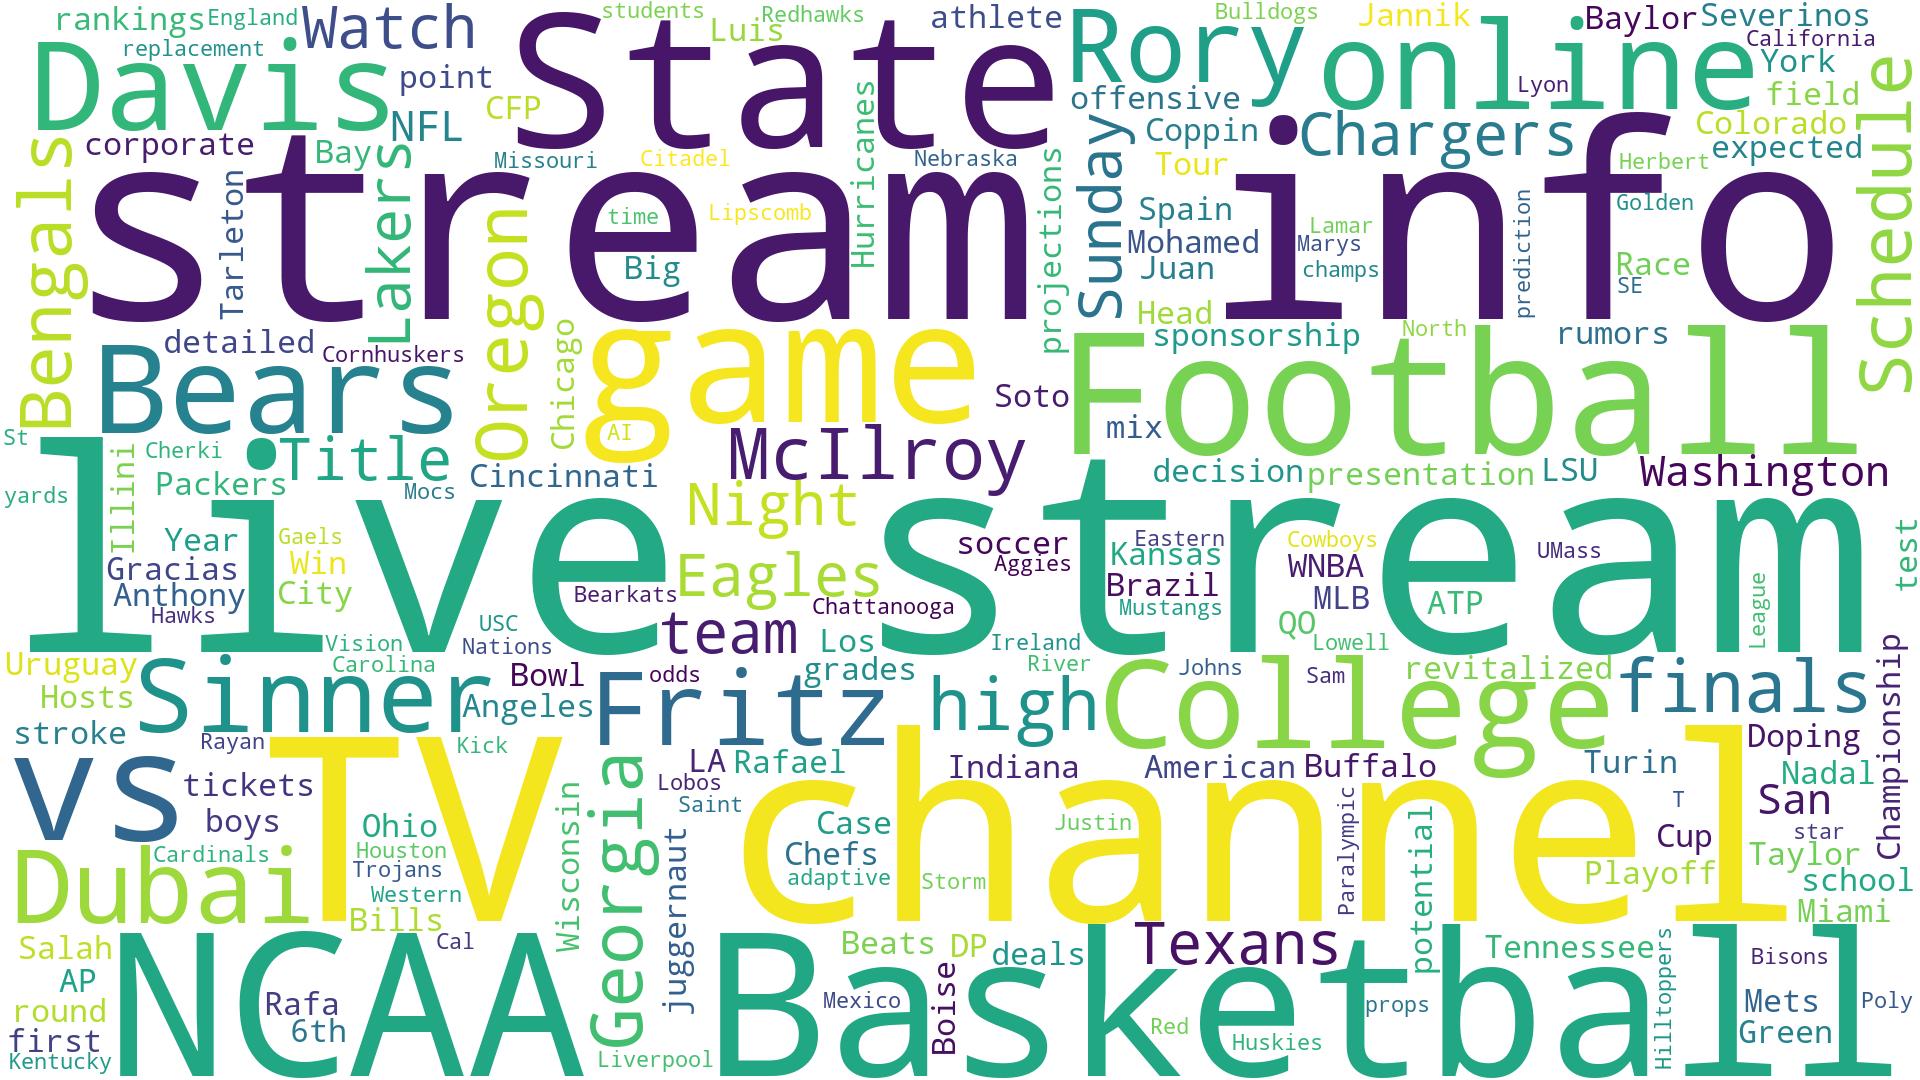 rankings
England
Watch
State
students
Luis
Redhawks
athlete
Rory
Bulldogs
online
Jannik
Baylor
Severinos
replacement
Davis
point
CFP
offensive
Lyon
California
York
field
corporate
Bay
NFL
Missouri
Citadel
Hurricanes
Nebraska
Sunday
Coppin
Chargers
Colorado
expected
Schedule
Bengals
Tarleton
Lakers
stream
info
Tour
Herbert
Oregon
time
Lipscomb
Big
projections
Spain
Mohamed
Juan
Head
Lamar
Marys
champs
prediction
Golden
Race
SE
detailed
Cornhuskers
Bears
Chicago
game
AI
Soto
sponsorship
North
rumors
Football
mix
St
Cherki
Title
McIlroy
yards
Illini
Packers
Mocs
Cincinnati
Night
decision
presentation
LSU
Washington
live stream
Year
Gaels
Gracias
Win
Anthony
City
Hawks
Eagles
Bearkats
soccer
Aggies
Chattanooga
Eastern
Kansas
Brazil
Mustangs
Cowboys
WNBA
MLB
ATP
UMass
League
test
Vision
USC
Nations
team
Los
Ireland
QO
Lowell
Uruguay
Hosts
Sinner
Carolina
Bowl
Angeles
Fritz
odds
grades
River
high
College
Johns
Sam
revitalized
finals
Championship
stroke
Rayan
Kick
vs
tickets
boys
TV channel
Georgia
LA
Rafael
Lobos
Saint
Indiana
American
Buffalo
Turin
Doping
Nadal
T
San
star
Ohio
Houston
Trojans
Western
Bills
Wisconsin
juggernaut
Case
Chefs
adaptive
Storm
Justin
Paralympic
potential
Cup
Taylor
Playoff
school
Miami
Dubai
Cardinals
Salah
AP
round
first
Kentucky
NCAA Basketball
Cal
Rafa
6th
Liverpool
Beats
DP
deals
Mexico
Boise
Texans
Red
Huskies
props
Tennessee
Hilltoppers
Bisons
Mets
Poly
Green